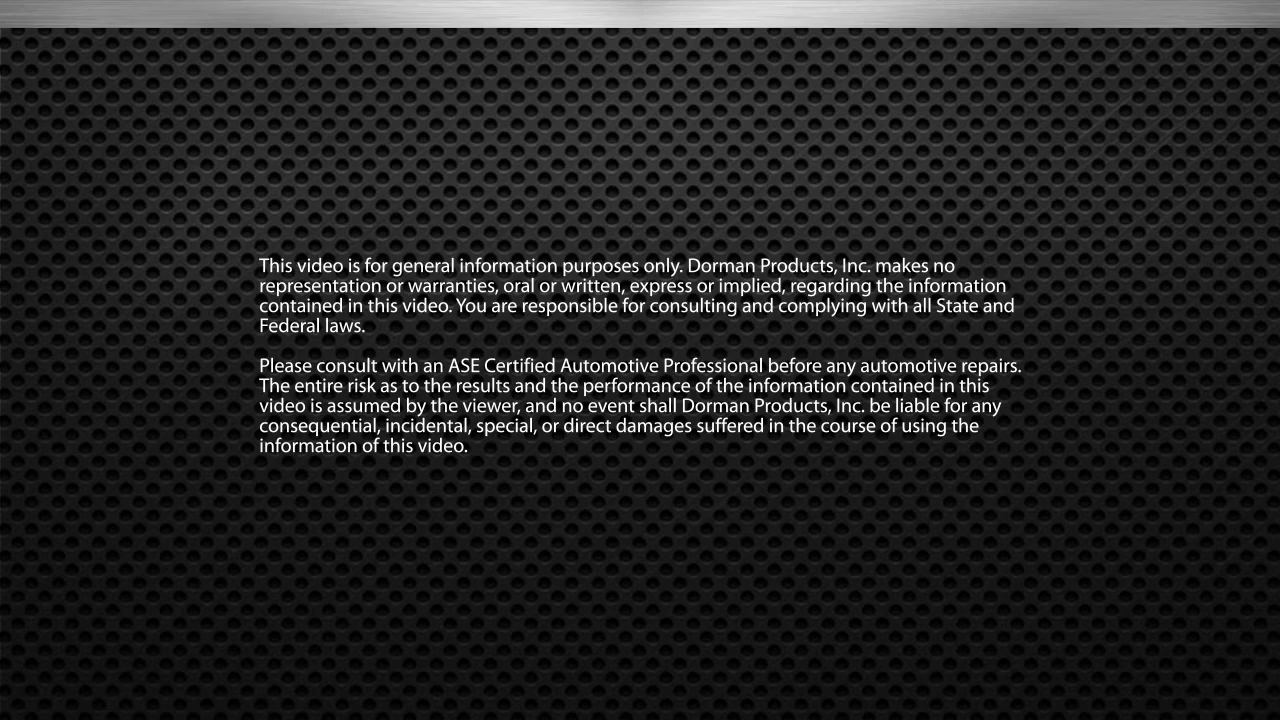 This video is for general information purposes only. Dorman Products, Inc. makes no
representation or warranties, oral or written, express or implied, regarding the information
contained in this video. You are responsible for consulting and complying with all State and
Federal laws.
Please consult with an ASE Certified Automotive Professional before any automotive repairs.
The entire risk as to the results and the performance of the information contained in this
video is assumed by the viewer, and no event shall Dorman Products, Inc. be liable for any
consequential, incidental, special, or direct damages suffered in the course of using the
information of this video.